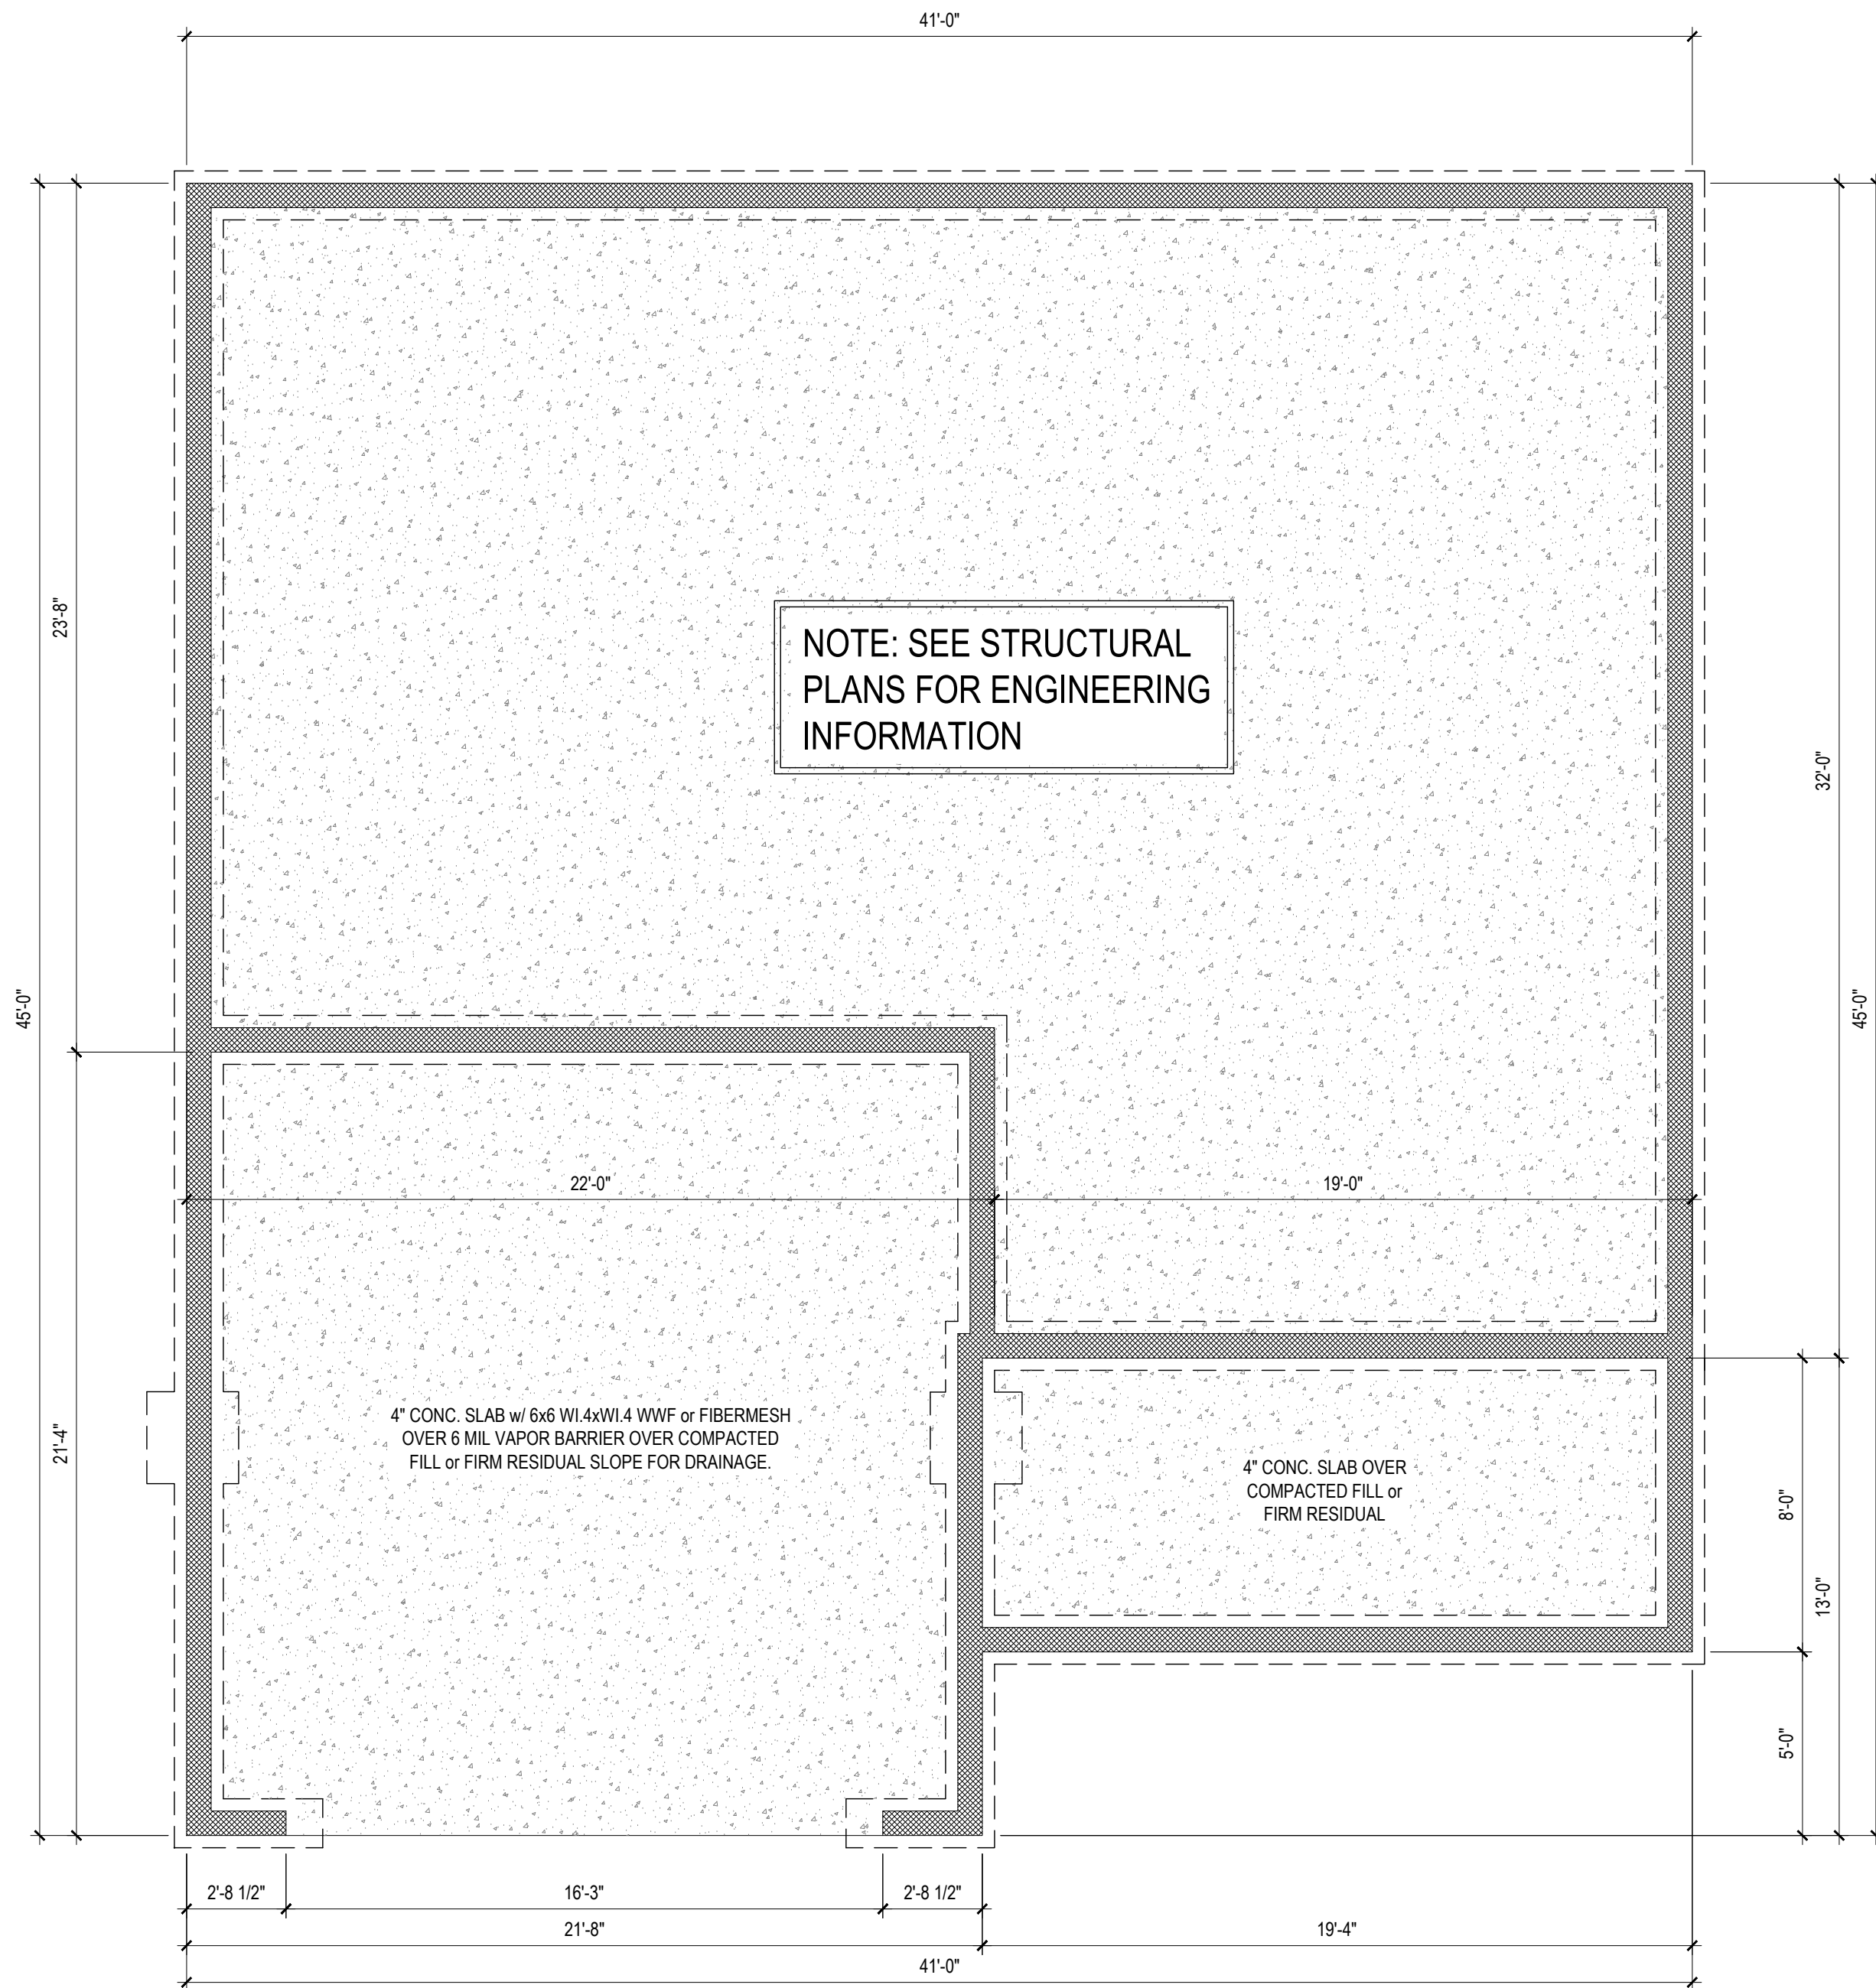 41'-0"
23'-8"
NOTE: SEE STRUCTURAL
PLANS FOR ENGINEERING
INFORMATION
32'-0"
45'-0"
45'-0"
22'-0"
19'-0"
21'-4"
4" CONC. SLAB w/ 6x6 WI.4xWI.4 WWF or FIBERMESH
OVER 6 MIL VAPOR BARRIER OVER COMPACTED
FILL or FIRM RESIDUAL SLOPE FOR DRAINAGE.
4" CONC. SLAB OVER
COMPACTED FILL or
FIRM RESIDUAL
8'-0"
13'-0"
5'-0"
2'-8 1/2"
16'-3"
2'-8 1/2"
21'-8"
19'-4"
41'-0"